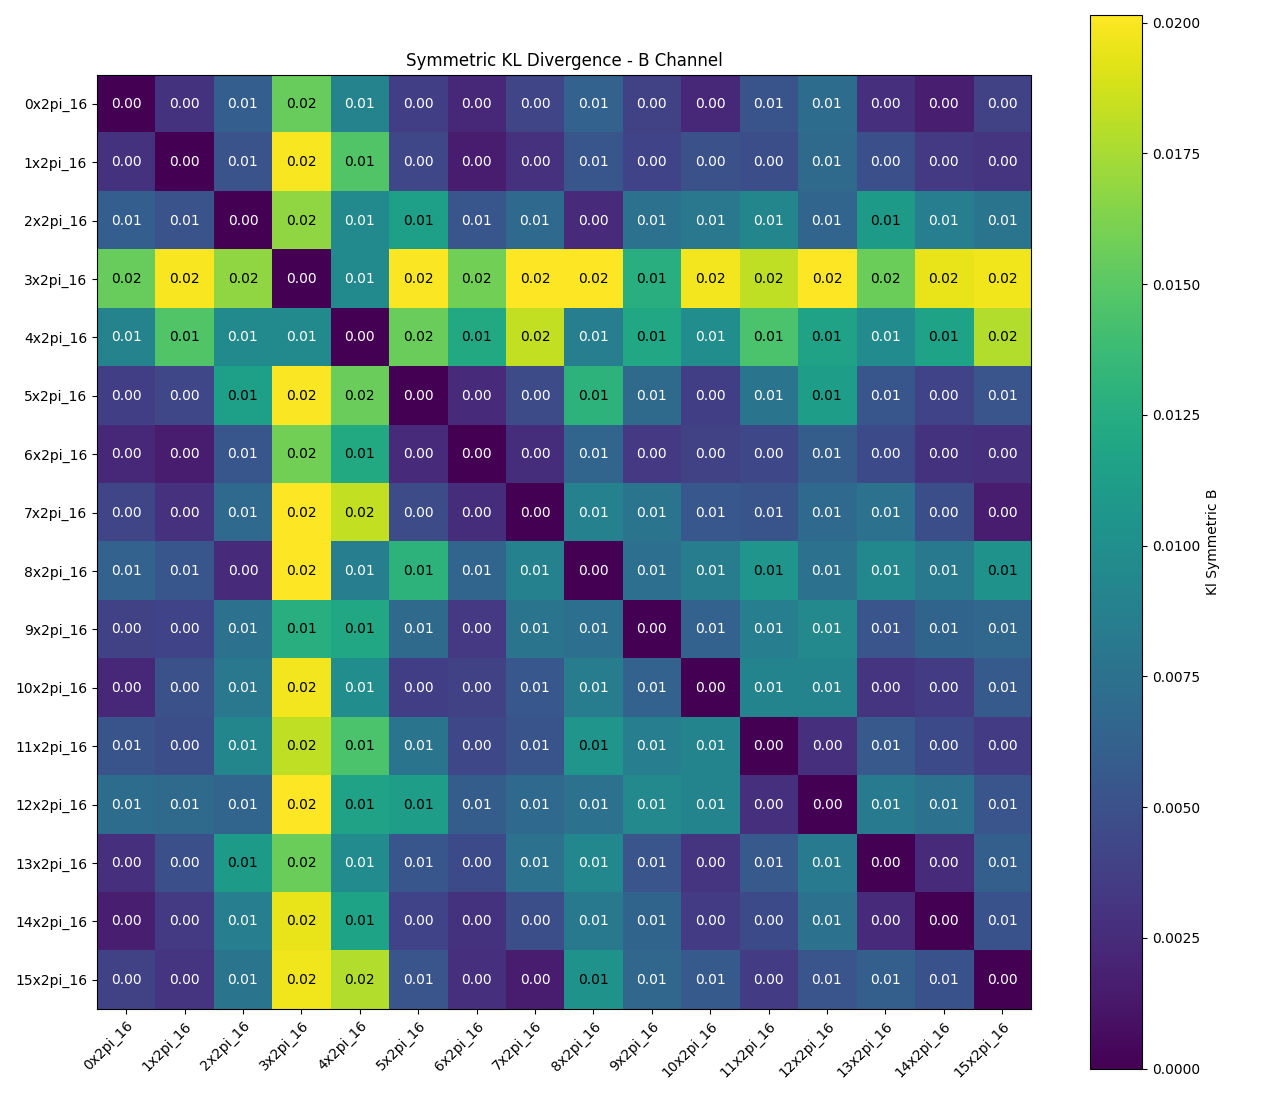 Symmetric KL Divergence - B Channel
0x2pi_16 0.00 0.00 0.01 0.02 0.01 0.00 0.00 0.00 0.01 0.00 0.00 0.01 0.01 0.00 0.00 0.00
1x2pi_16 0.00 0.00 0.01 0.02 0.01 0.00 0.00 0.00 0.01 0.00 0.00 0.00 0.01 0.00 0.00 0.00
2x2pi_16 0.01 0.01 0.00 0.02 0.01 0.01 0.01 0.01 0.00 0.01 0.01 0.01 0.01 0.01 0.01 0.01
3x2pi_16 0.02 0.02 0.02 0.00 0.01 0.02 0.02 0.02 0.02 0.01 0.02 0.02 0.02 0.02 0.02 0.02
4x2pi_16 0.01 0.01 0.01 0.01 0.00 0.02 0.01 0.02 0.01 0.01 0.01 0.01 0.01 0.01 0.01 0.02
5x2pi_16 0.00 0.00 0.01 0.02 0.02 0.00 0.00 0.00 0.01 0.01 0.00 0.01 0.01 0.01 0.00 0.01
6x2pi_16 0.00 0.00 0.01 0.02 0.01 0.00 0.00 0.00 0.01 0.00 0.00 0.00 0.01 0.00 0.00 0.00
7x2pi_16 0.00 0.00 0.01 0.02 0.02 0.00 0.00 0.00 0.01 0.01 0.01 0.01 0.01 0.01 0.00 0.00
8x2pi_16 0.01 0.01 0.00 0.02 0.01 0.01 0.01 0.01 0.00 0.01 0.01 0.01 0.01 0.01 0.01 0.01
9x2pi_16 0.00 0.00 0.01 0.01 0.01 0.01 0.00 0.01 0.01 0.00 0.01 0.01 0.01 0.01 0.01 0.01
10x2pi_16 0.00 0.00 0.01 0.02 0.01 0.00 0.00 0.01 0.01 0.01 0.00 0.01 0.01 0.00 0.00 0.01
11x2pi_16 0.01 0.00 0.01 0.02 0.01 0.01 0.00 0.01 0.01 0.01 0.01 0.00 0.00 0.01 0.00 0.00
12x2pi_16 0.01 0.01 0.01 0.02 0.01 0.01 0.01 0.01 0.01 0.01 0.01 0.00 0.00 0.01 0.01 0.01
13x2pi_16 0.00 0.00 0.01 0.02 0.01 0.01 0.00 0.01 0.01 0.01 0.00 0.01 0.01 0.00 0.00 0.01
14x2pi_16 0.00 0.00 0.01 0.02 0.01 0.00 0.00 0.00 0.01 0.01 0.00 0.00 0.01 0.00 0.00 0.01
15x2pi_16 0.00 0.00 0.01 0.02 0.02 0.01 0.00 0.00 0.01 0.01 0.01 0.00 0.01 0.01 0.01 0.00
0x2pi_16 1x2pi_16 2x2pi_16 3x2pi_16 4x2pi_16 5x2pi_16 6x2pi_16 7x2pi_16 8x2pi_16 9x2pi_16 10x2pi_16 11x2pi_16 12x2pi_16 13x2pi_16 14x2pi_16 15x2pi_16
0.0200
0.0175
0.0150
0.0125
0.0100
0.0075
0.0050
0.0025
0.0000
Kl Symmetric B